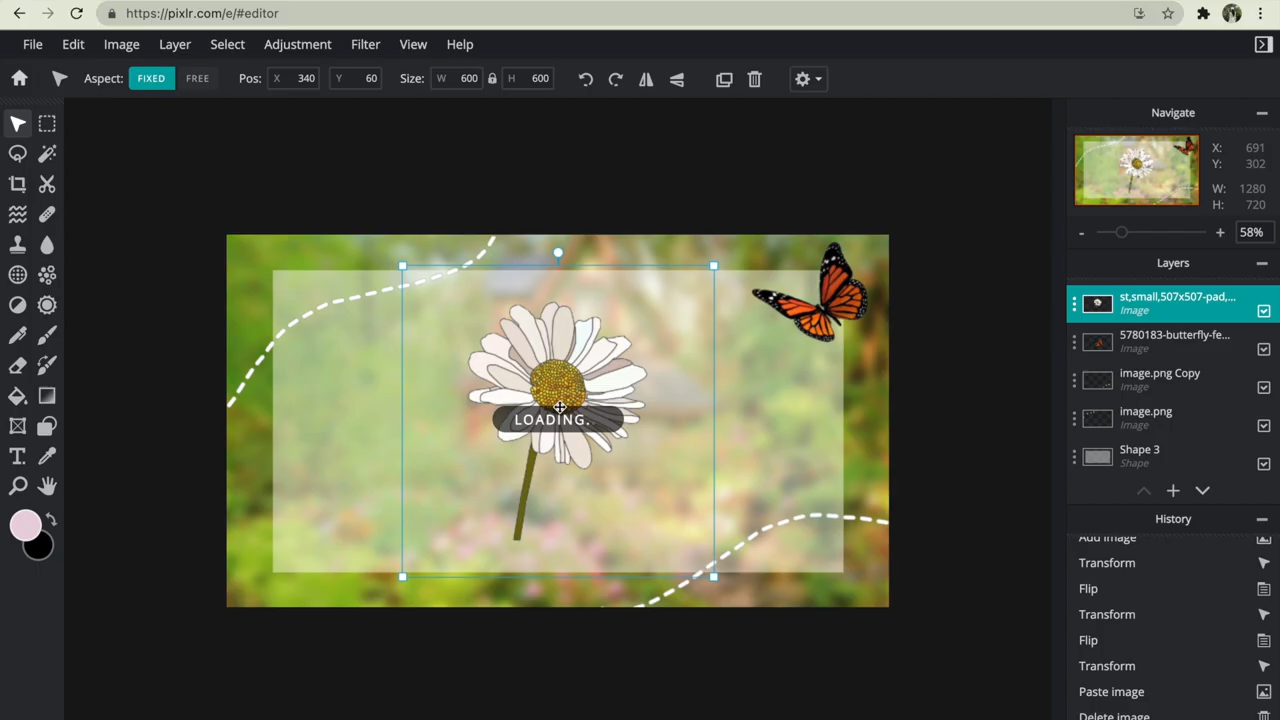 https://pixlr.com/e/#editor
File Edit Image Layer Select Adjustment Filter View Help
Aspect: FIXED FREE Pos: X 340 Y 60 Size: W 600 H 600
Navigate
X: 691
Y: 302
W: 1280
H: 720
- + 58%
Layers
st,small,507x507-pad,...
Image
5780183-butterfly-fe...
Image
image.png Copy
Image
image.png
Image
Shape 3
Shape
LOADING.
History
Add image
Transform
Flip
Transform
Flip
Transform
Paste image
Delete image